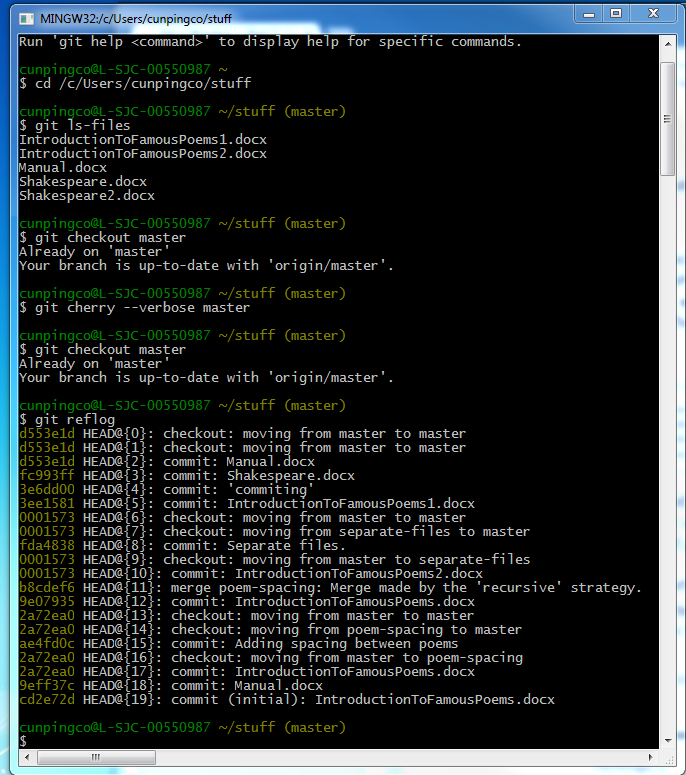 MINGW32:/c/Users/cunpingco/stuff
Run 'git help <command>' to display help for specific commands.
cunpingco@L-SJC-00550987 ~
$ cd /c/Users/cunpingco/stuff
cunpingco@L-SJC-00550987 ~/stuff (master)
$ git ls-files
IntroductionToFamousPoems1.docx
IntroductionToFamousPoems2.docx
Manual.docx
Shakespeare.docx
Shakespeare2.docx
cunpingco@L-SJC-00550987 ~/stuff (master)
$ git checkout master
Already on 'master'
Your branch is up-to-date with 'origin/master'.
cunpingco@L-SJC-00550987 ~/stuff (master)
$ git cherry --verbose master
cunpingco@L-SJC-00550987 ~/stuff (master)
$ git checkout master
Already on 'master'
Your branch is up-to-date with 'origin/master'.
cunpingco@L-SJC-00550987 ~/stuff (master)
$ git reflog
d553e1d HEAD@{0}: checkout: moving from master to master
d553e1d HEAD@{1}: checkout: moving from master to master
d553e1d HEAD@{2}: commit: Manual.docx
fc993ff HEAD@{3}: commit: Shakespeare.docx
3e6dd00 HEAD@{4}: commit: 'commiting'
3ee1581 HEAD@{5}: commit: IntroductionToFamousPoems1.docx
0001573 HEAD@{6}: checkout: moving from master to master
0001573 HEAD@{7}: checkout: moving from separate-files to master
fda4838 HEAD@{8}: commit: Separate files.
0001573 HEAD@{9}: checkout: moving from master to separate-files
0001573 HEAD@{10}: commit: IntroductionToFamousPoems2.docx
b8cdef6 HEAD@{11}: merge poem-spacing: Merge made by the 'recursive' strategy.
9e07935 HEAD@{12}: commit: IntroductionToFamousPoems.docx
2a72ea0 HEAD@{13}: checkout: moving from master to master
2a72ea0 HEAD@{14}: checkout: moving from poem-spacing to master
ae4fd0c HEAD@{15}: commit: Adding spacing between poems
2a72ea0 HEAD@{16}: checkout: moving from master to poem-spacing
2a72ea0 HEAD@{17}: commit: IntroductionToFamousPoems.docx
9eff37c HEAD@{18}: commit: Manual.docx
cd2e72d HEAD@{19}: commit (initial): IntroductionToFamousPoems.docx
cunpingco@L-SJC-00550987 ~/stuff (master)
$